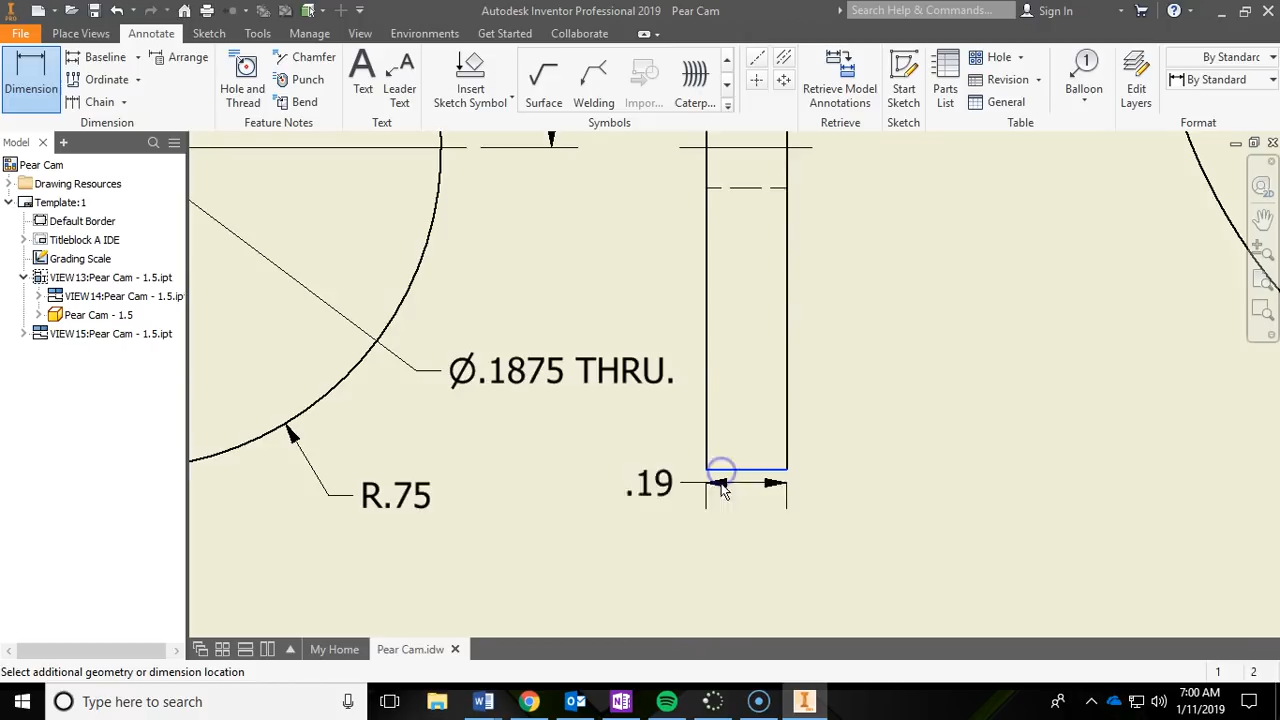 PRO
Autodesk Inventor Professional 2019 Pear Cam
Search Help & Commands...
Sign In
File
Place Views
Annotate
Sketch
Tools
Manage
View
Environments
Get Started
Collaborate
Dimension
Baseline
Ordinate
Chain
Arrange
Dimension
Hole and
Thread
Chamfer
Punch
Bend
Feature Notes
Text
Leader
Text
Text
Insert
Sketch Symbol
Surface
Welding
Impor...
Caterp...
Symbols
Retrieve Model
Annotations
Retrieve
Start
Sketch
Sketch
Parts
List
Hole
Revision
General
Table
Balloon
Edit
Layers
By Standar
By Standard
Format
Model
Pear Cam
Drawing Resources
Template:1
Default Border
Titleblock A IDE
Grading Scale
VIEW13:Pear Cam - 1.5.ipt
VIEW14:Pear Cam - 1.5.ipt
Pear Cam - 1.5
VIEW15:Pear Cam - 1.5.ipt
Ø.1875 THRU.
R.75
.19
My Home
Pear Cam.idw
Select additional geometry or dimension location
1 2
Type here to search
7:00 AM
1/11/2019